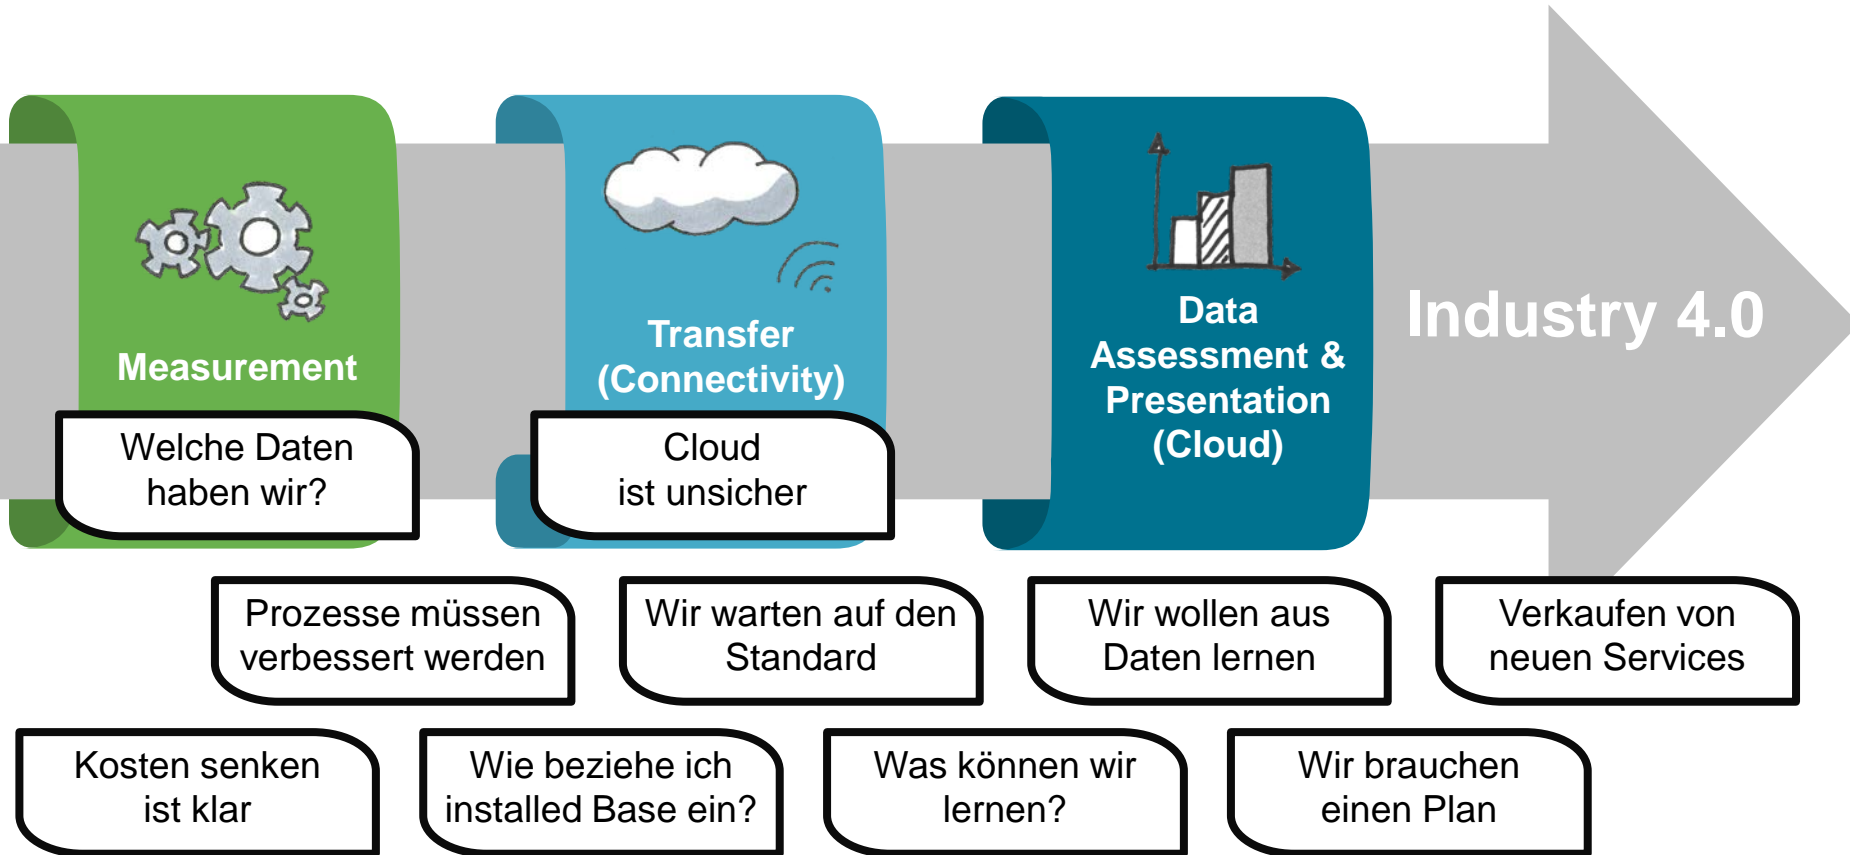 Measurement
Transfer
(Connectivity)
Data
Assessment &
Presentation
(Cloud)
Industry 4.0
Welche Daten
haben wir?
Cloud
ist unsicher
Prozesse müssen
verbessert werden
Wir warten auf den
Standard
Wir wollen aus
Daten lernen
Verkaufen von
neuen Services
Kosten senken
ist klar
Wie beziehe ich
installed Base ein?
Was können wir
lernen?
Wir brauchen
einen Plan